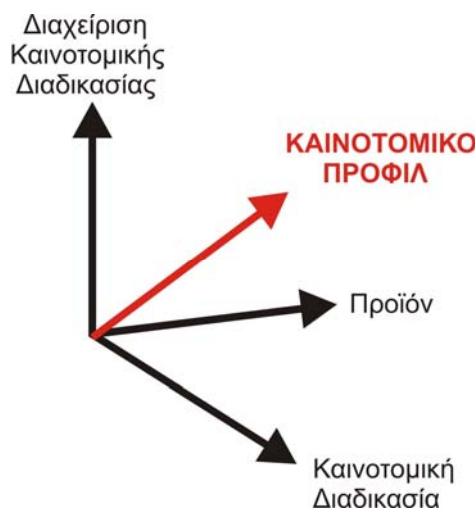 Διαχείριση
Καινοτομικής
Διαδικασίας
ΚΑΙΝΟΤΟΜΙΚΟ
ΠΡΟΦΙΛ
Προϊόν
Καινοτομική
Διαδικασία